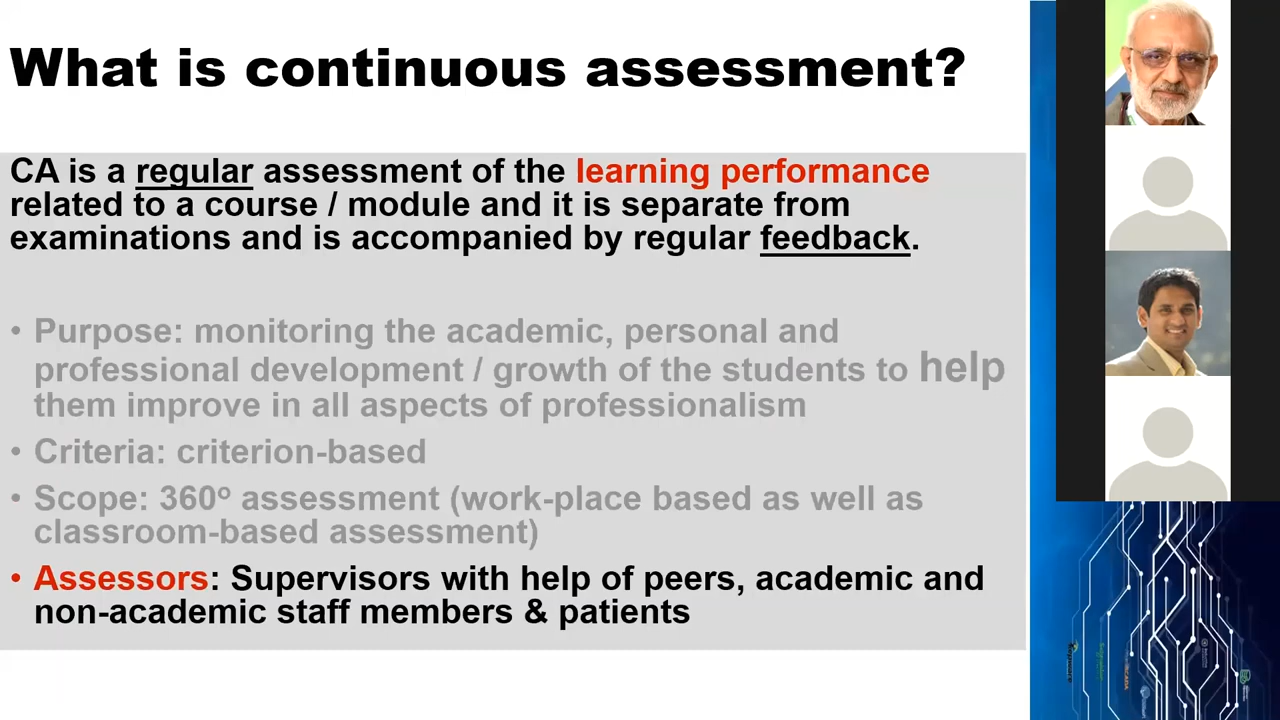 What is continuous assessment?
CA is a regular assessment of the learning performance
related to a course / module and it is separate from
examinations and is accompanied by regular feedback.
• Purpose: monitoring the academic, personal and
professional development / growth of the students to help
them improve in all aspects of professionalism
• Criteria: criterion-based
• Scope: 360º assessment (work-place based as well as
classroom-based assessment)
• Assessors: Supervisors with help of peers, academic and
non-academic staff members & patients